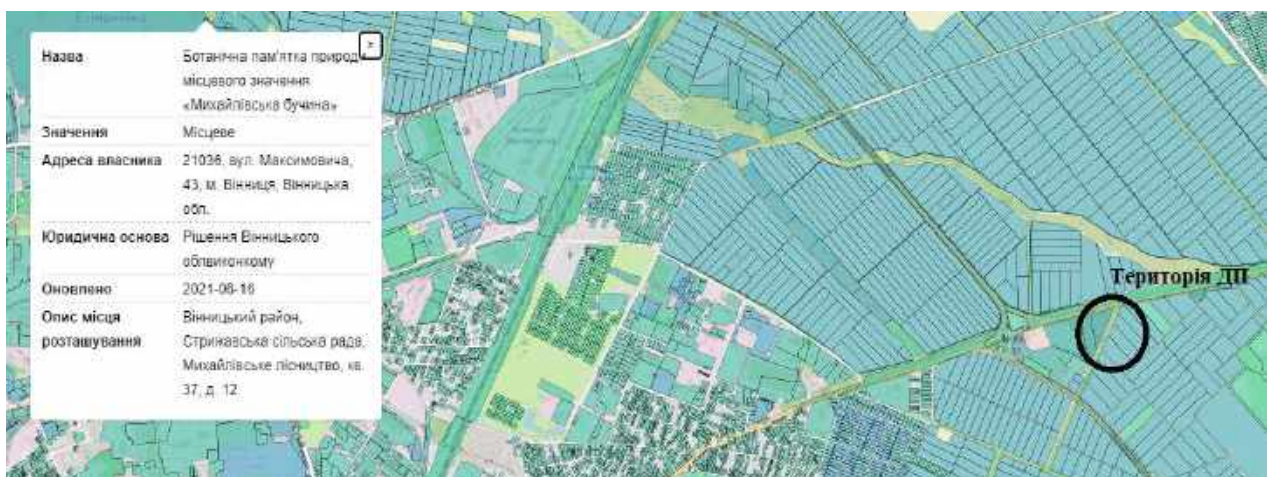 Назва
Ботанічна пам'ятка природи
місцевого значення
«Михайлівська бучина»
Значення
Місцеве
Адреса власника
21036, вул. Максимовича,
43, м. Вінниця, Вінницька
обл.
Юридична основа
Рішення Вінницького
облвиконкому
Оновлено
2021-06-16
Опис місця
розташування
Вінницький район,
Стрижавська сільська рада,
Михайлівське лісництво, кв.
37, д. 12
Територія ДП